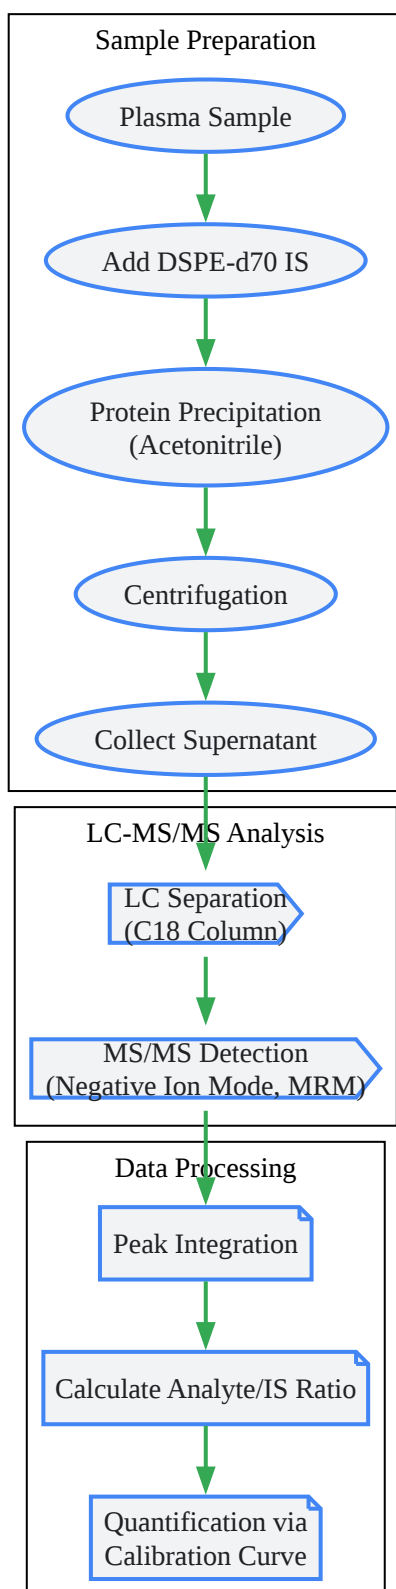 Sample Preparation
Plasma Sample
Add DSPE-d70 IS
Protein Precipitation
(Acetonitrile)
Centrifugation
Collect Supernatant
LC-MS/MS Analysis
LC Separation
(C18 Column)
MS/MS Detection
(Negative Ion Mode, MRM)
Data Processing
Peak Integration
Calculate Analyte/IS Ratio
Quantification via
Calibration Curve